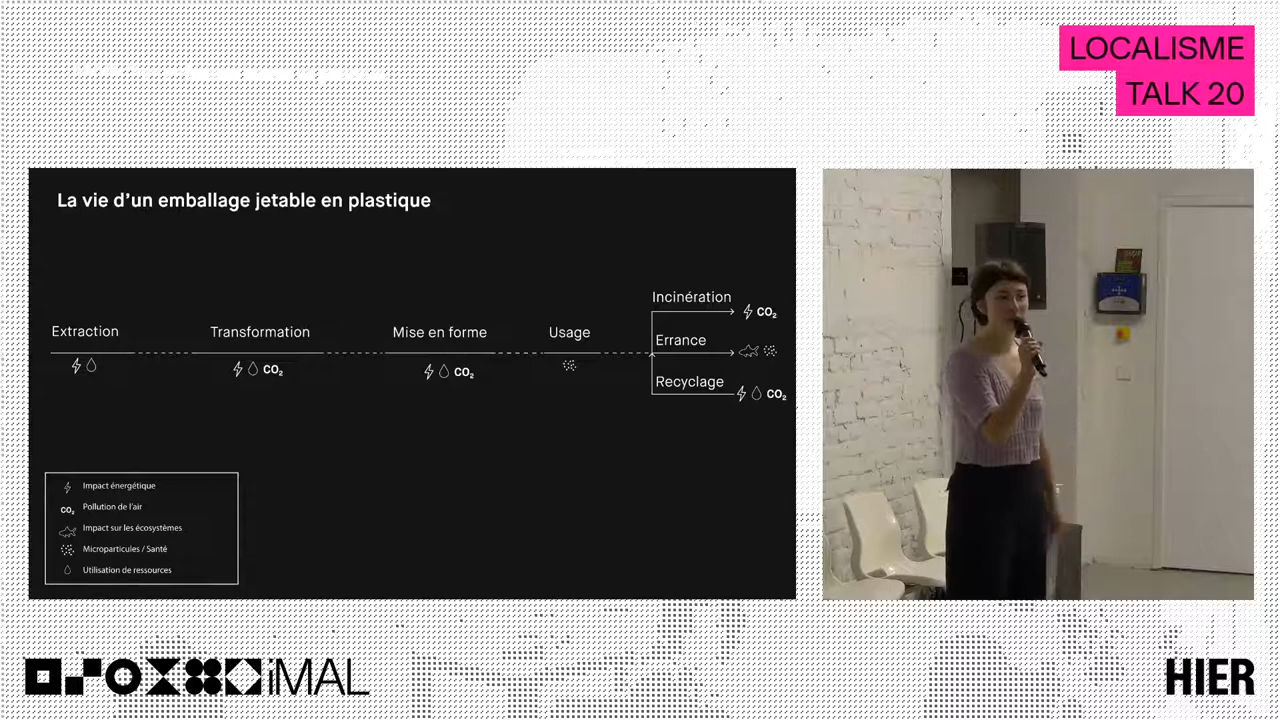 LOCALISME
TALK 20
La vie d'un emballage jetable en plastique
Extraction
Transformation
CO₂
Mise en forme
CO₂
Usage
Incinération
CO₂
Errance
Recyclage
CO₂
Impact énergétique
CO₂ Pollution de l'air
Impact sur les écosystèmes
Microparticules / Santé
Utilisation de ressources
iMAL
HIER